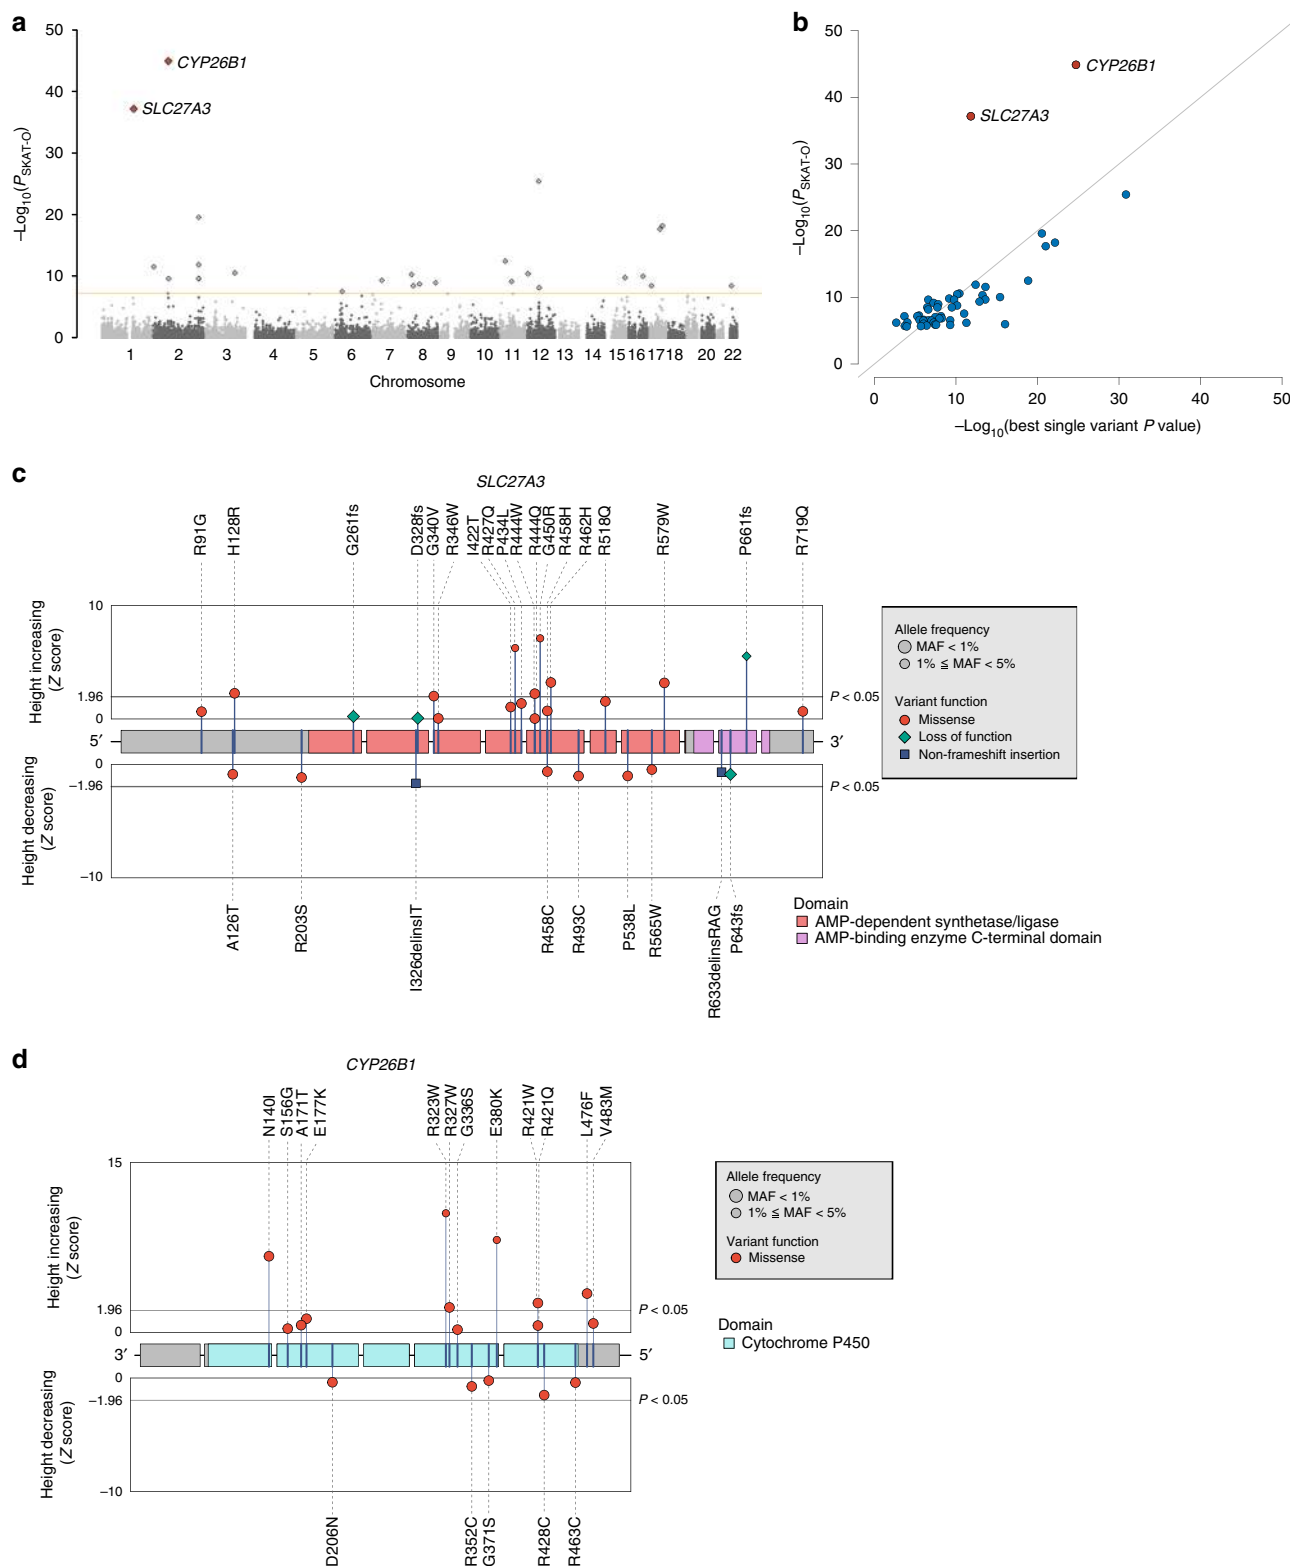 a
50
40
30
20
10
0
–Log10(PSKAT-O)
CYP26B1
SLC27A3
1 2 3 4 5 6 7 8 9 10 11 12 13 14 15 16 17 18 20 22
Chromosome
b
50
40
30
20
10
0
–Log10(PSKAT-O)
CYP26B1
SLC27A3
0 10 20 30 40 50
–Log10(best single variant P value)
c
SLC27A3
R91G
H128R
G261fs
D328fs
G340V
R346W
I422T
R427Q
P434L
R444W
R444Q
G450R
R458H
R462H
R518Q
R579W
P661fs
R719Q
Height increasing
(Z score)
10
1.96
0
P < 0.05
5′
3′
Height decreasing
(Z score)
0
–1.96
–10
P < 0.05
A126T
R203S
I326delinsIT
R458C
R493C
P538L
R565W
R633delinsRAG
P643fs
Allele frequency
MAF < 1%
1% ≦ MAF < 5%
Variant function
Missense
Loss of function
Non-frameshift insertion
Domain
AMP-dependent synthetase/ligase
AMP-binding enzyme C-terminal domain
d
CYP26B1
N140I
S156G
A171T
E177K
R323W
R327W
G336S
E380K
R421W
R421Q
L476F
V483M
Height increasing
(Z score)
15
1.96
0
P < 0.05
3′
5′
Height decreasing
(Z score)
0
–1.96
–10
P < 0.05
D206N
R352C
G371S
R428C
R463C
Allele frequency
MAF < 1%
1% ≦ MAF < 5%
Variant function
Missense
Domain
Cytochrome P450